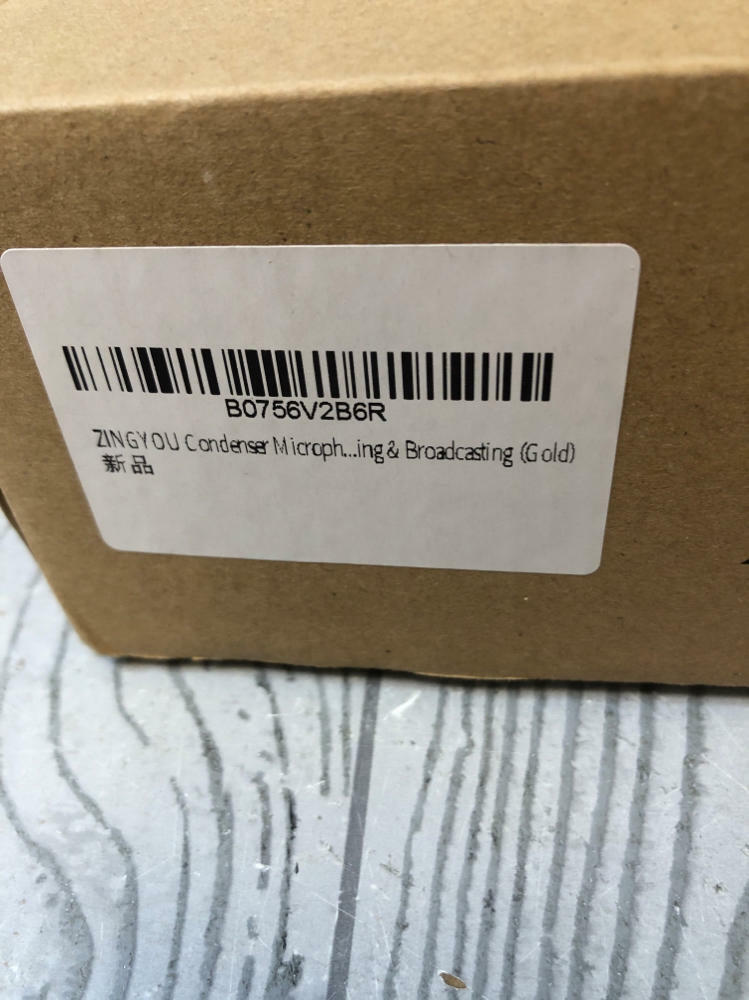 B0756V2B6R
ZINGYOU Condenser Microph...ing & Broadcasting (Gold)
新品